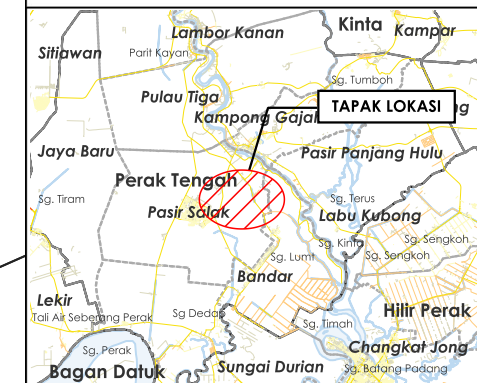 Lambor Kanan
Kinta
Kampar
Sitiawan
Parit Kayan
Sg. Tumboh
Pulau Tiga
TAPAK LOKASI
Jaya Baru
Pasir Panjang Hulu
Perak Tengah
Sg. Tiram
Sg. Terus
Pasir Salak
Labu Kubong
Sg. Kinta
Sg. Sengkoh
Sg. Lumt
Sg. Sengkoh
Bandar
Lekir
Hilir Perak
Tali Air Seberang Perak
Sg Dedap
Sg. Timah
Sg. Perak
Changkat Jong
Bagan Datuk
Sungai Durian
Sg. Batang Padang